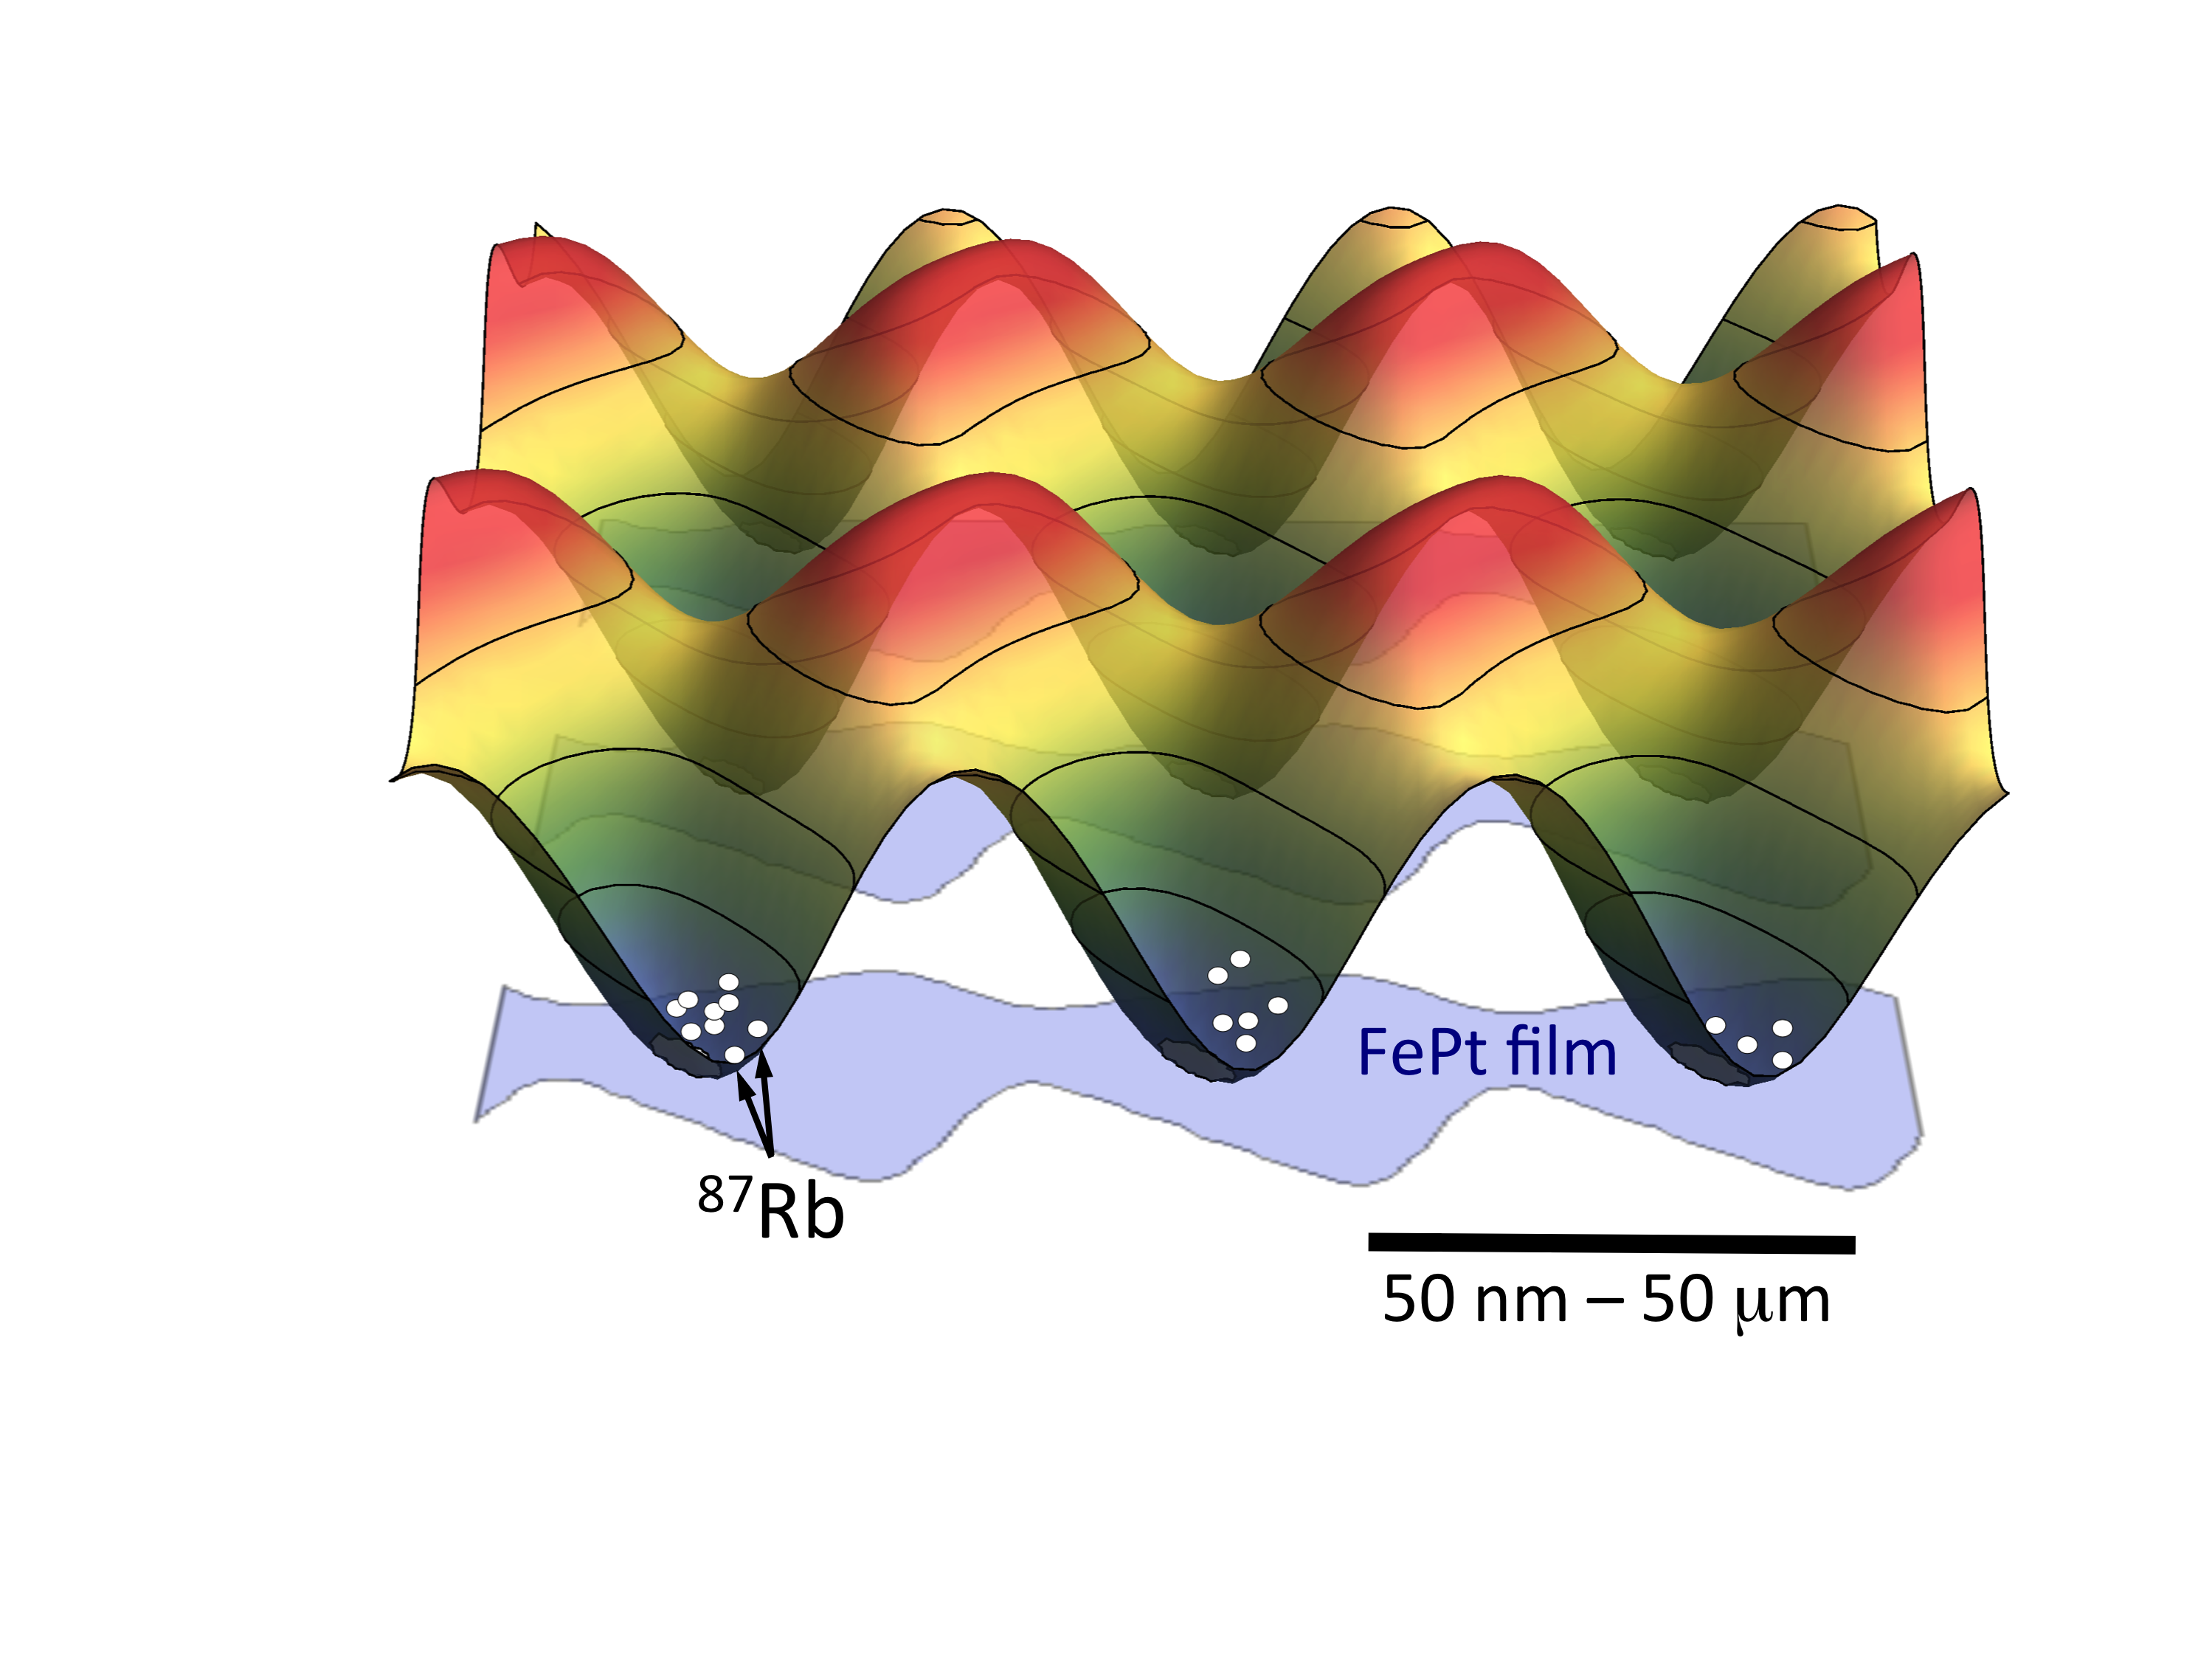 FePt film
⁸⁷Rb
50 nm – 50 μm